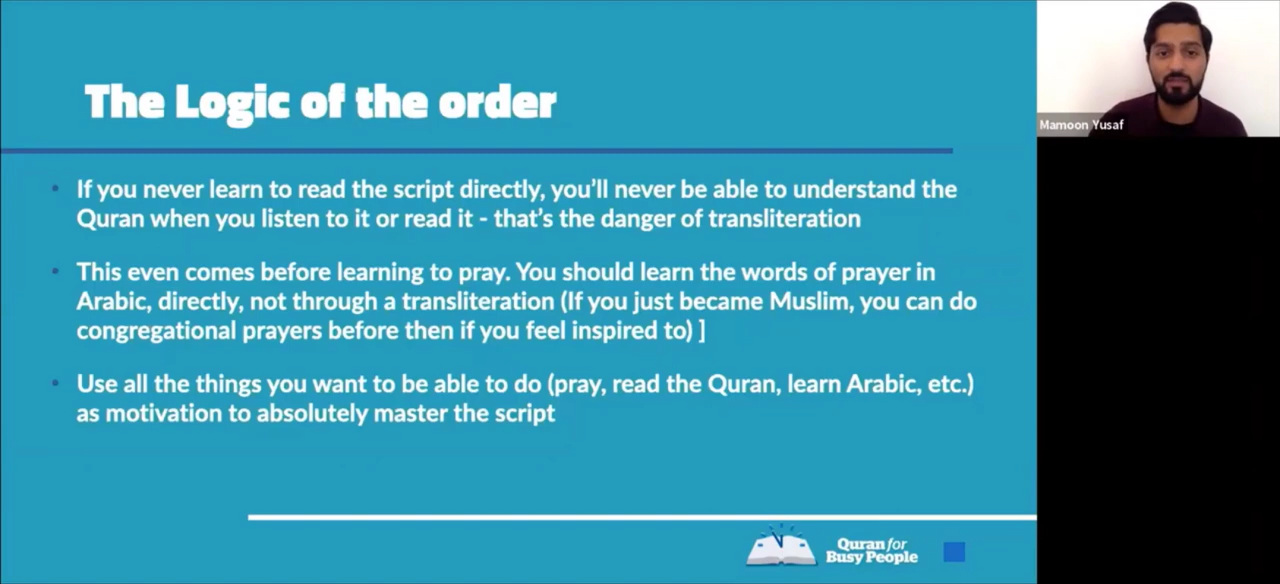 The Logic of the order
• If you never learn to read the script directly, you'll never be able to understand the
Quran when you listen to it or read it - that's the danger of transliteration
• This even comes before learning to pray. You should learn the words of prayer in
Arabic, directly, not through a transliteration (If you just became Muslim, you can do
congregational prayers before then if you feel inspired to) ]
• Use all the things you want to be able to do (pray, read the Quran, learn Arabic, etc.)
as motivation to absolutely master the script
Quran for
Busy People
Mamoon Yusaf